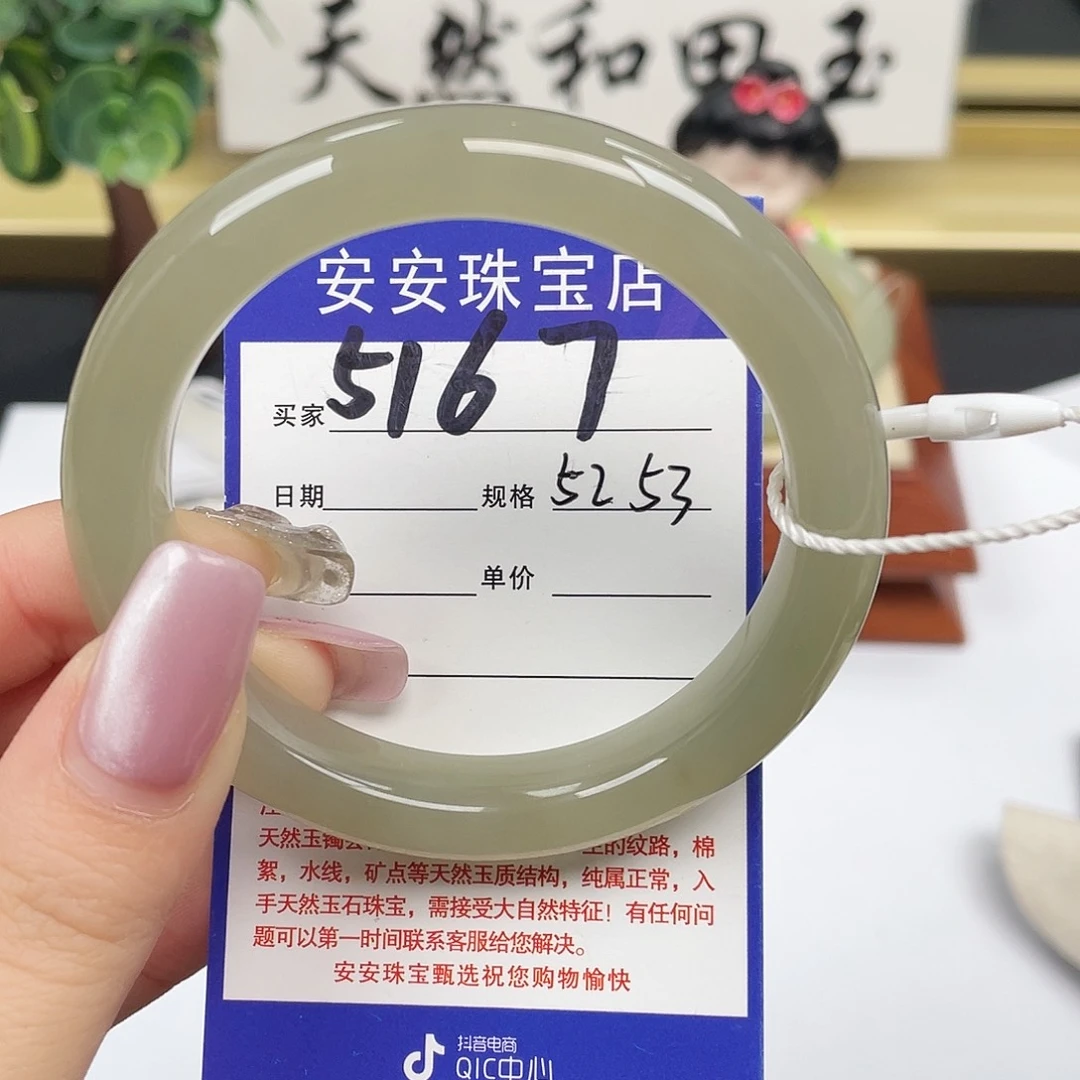 天然和田玉
安安珠宝店
买家 5167
日期 规格 52 53
单价
天然玉镯 的纹路，棉
絮，水线，矿点等天然玉质结构，纯属正常，入
手天然玉石珠宝，需接受大自然特征！有任何问
题可以第一时间联系客服给您解决。
安安珠宝甄选祝您购物愉快
抖音电商
QIC中心